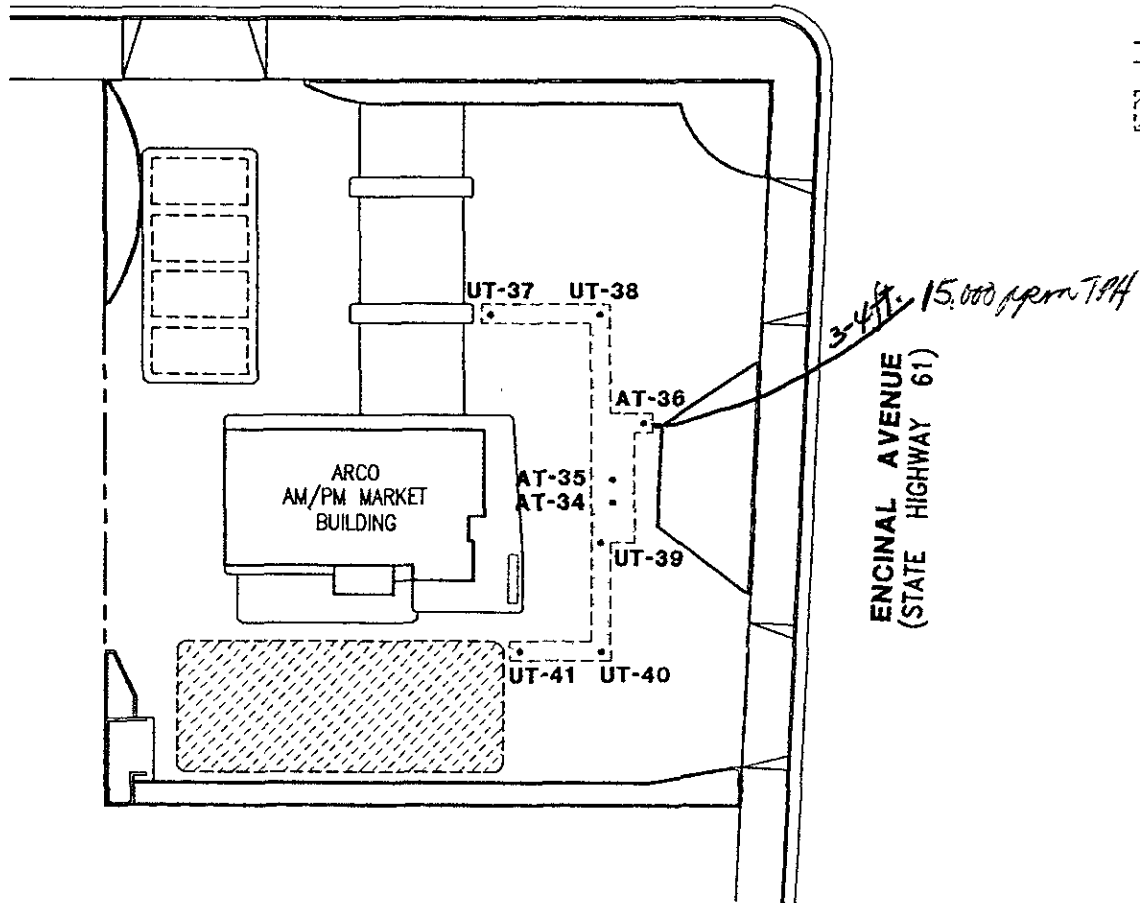 UT-37 UT-38
3-4ft. 15,000 ppm TPH
AT-36
ARCO
AM/PM MARKET
BUILDING
AT-35
AT-34
UT-39
UT-41 UT-40
ENCINAL AVENUE
(STATE HIGHWAY 61)